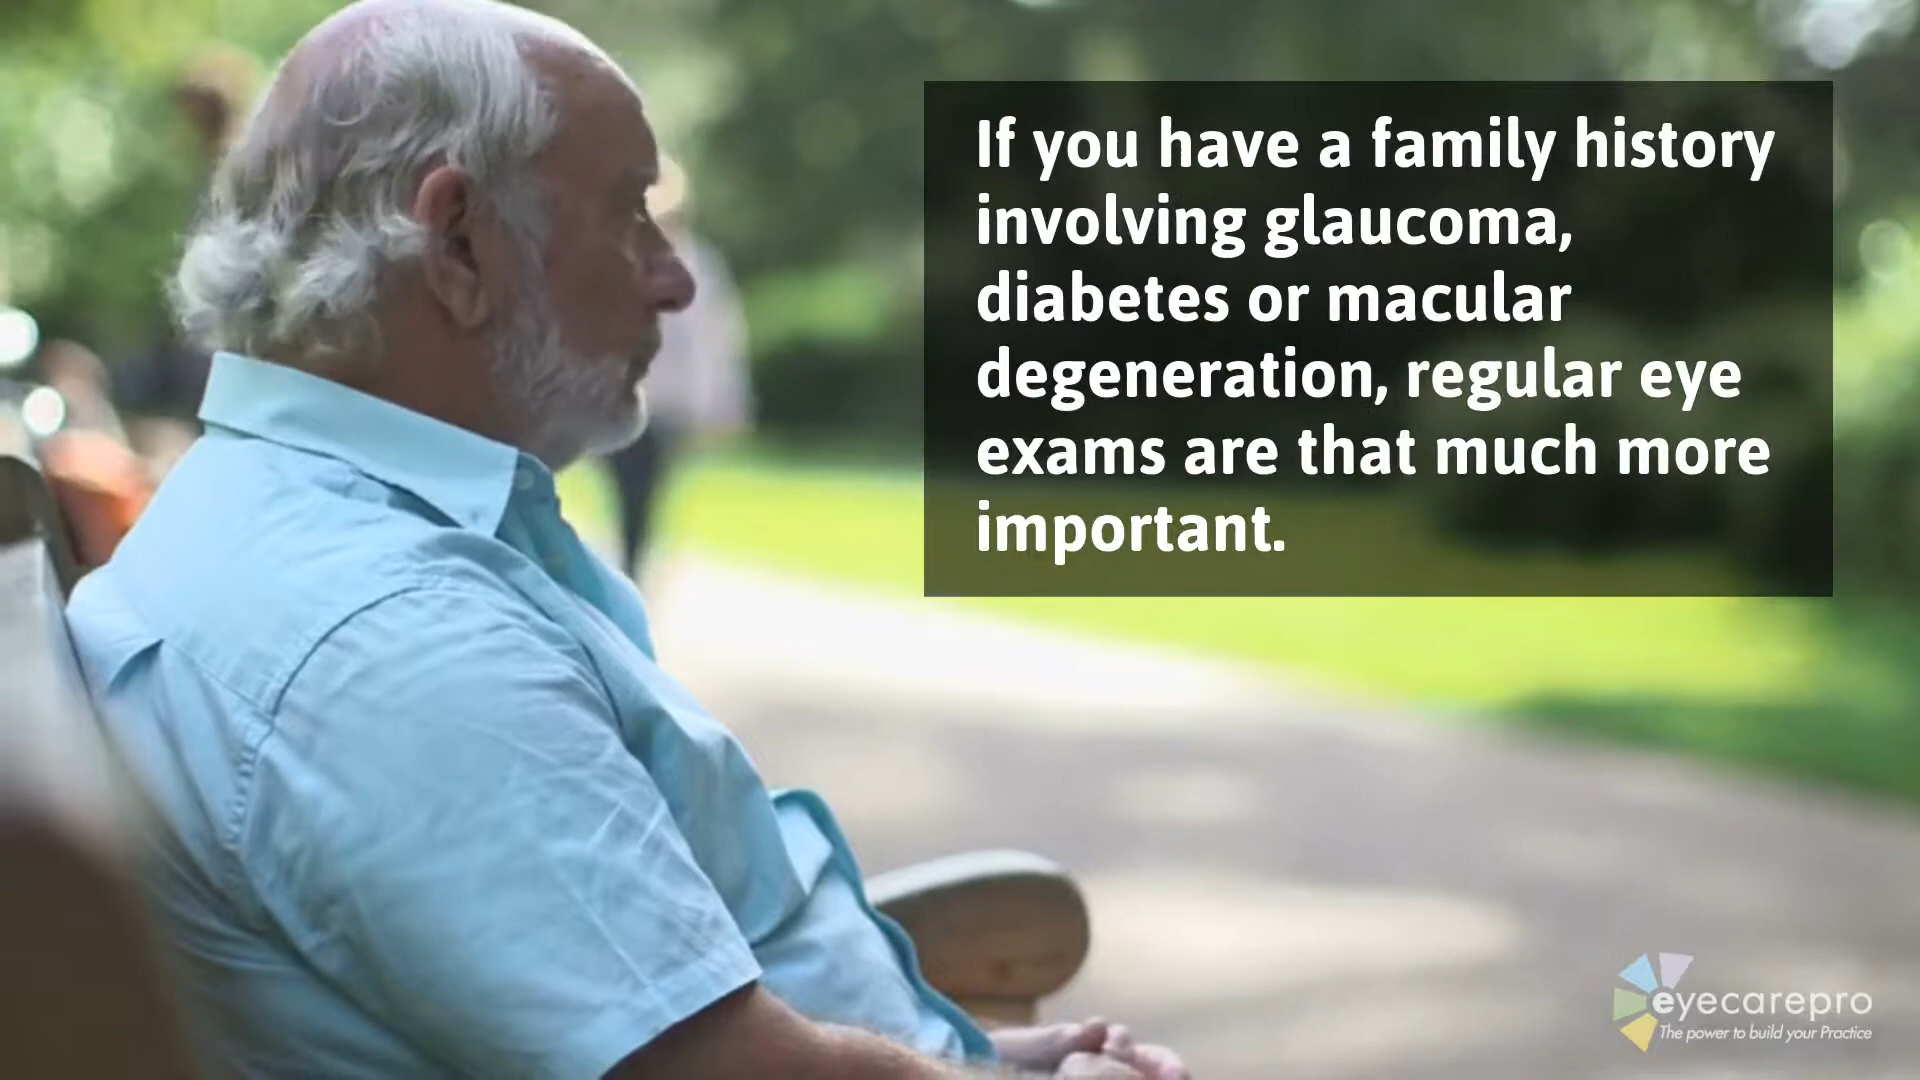 If you have a family history
involving glaucoma,
diabetes or macular
degeneration, regular eye
exams are that much more
important.
eyecarepro
The power to build your Practice